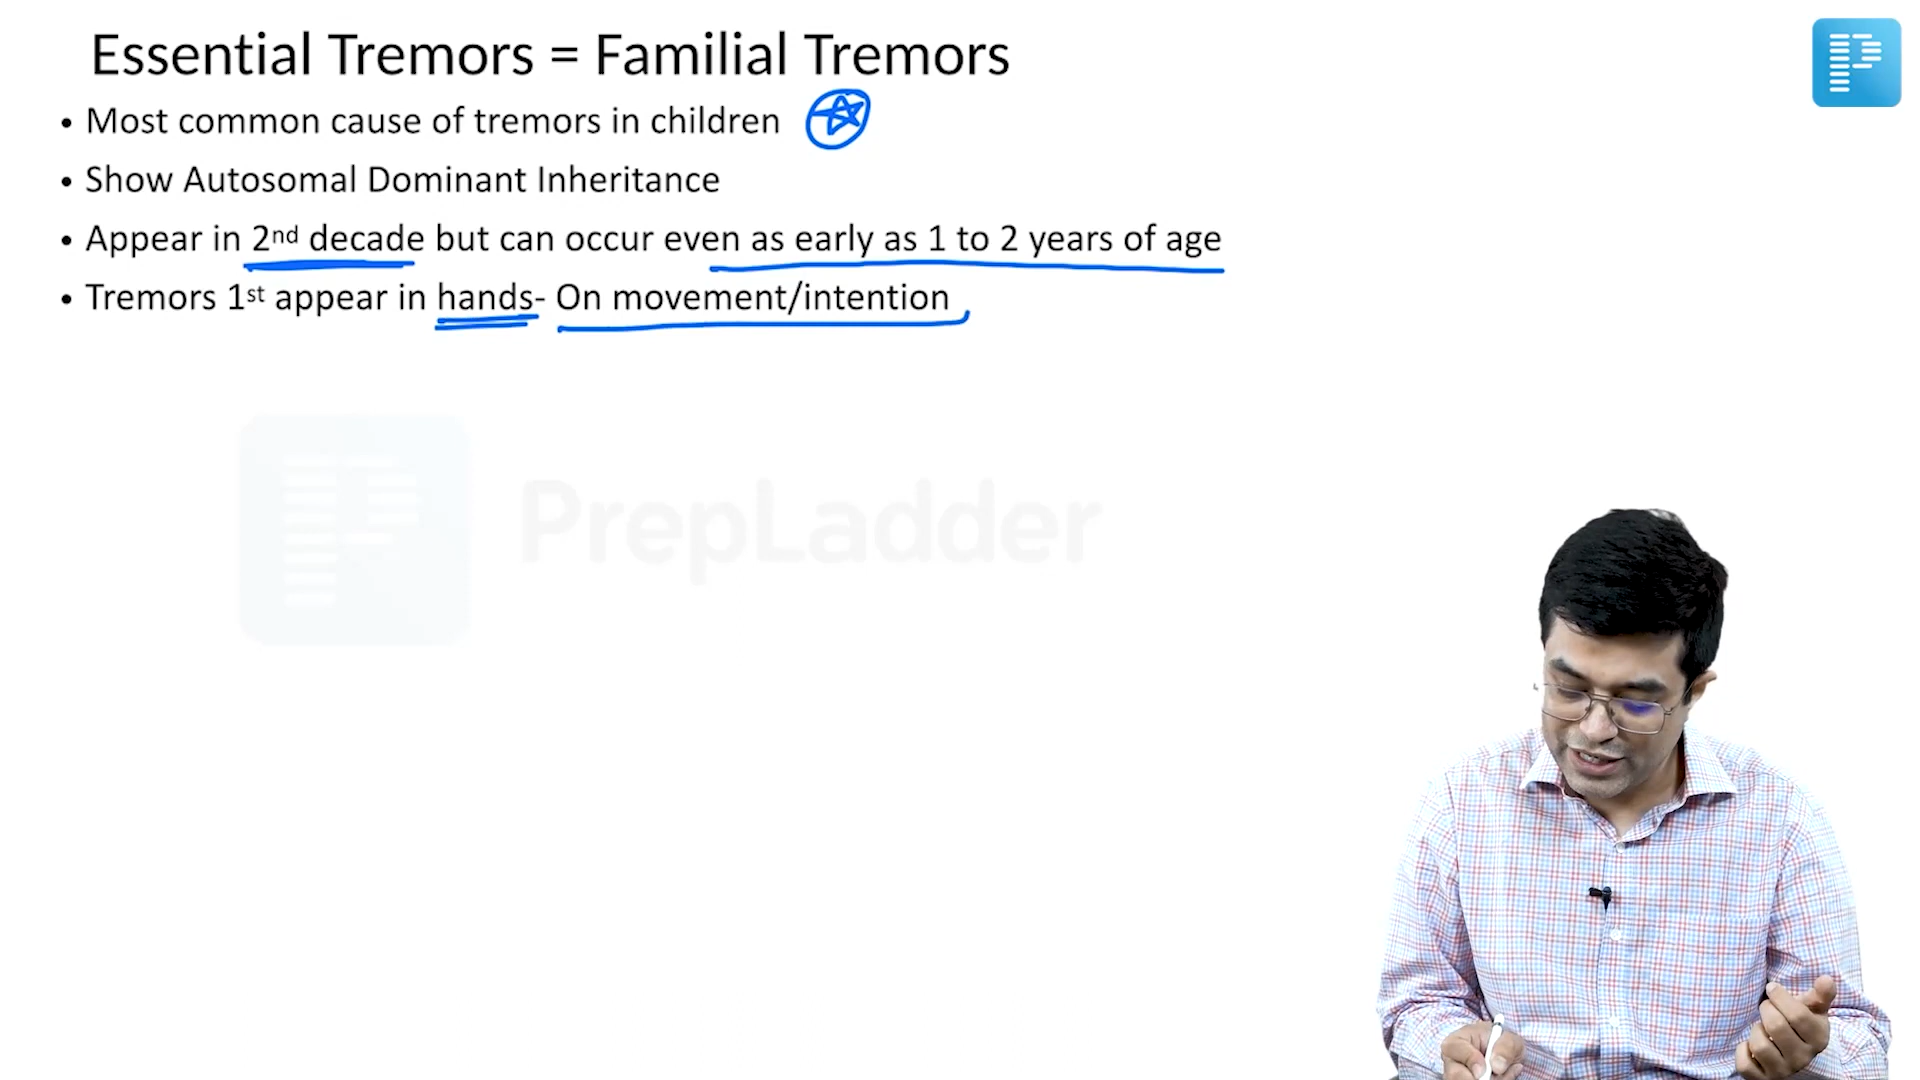 Essential Tremors = Familial Tremors
• Most common cause of tremors in children
• Show Autosomal Dominant Inheritance
• Appear in 2nd decade but can occur even as early as 1 to 2 years of age
• Tremors 1st appear in hands- On movement/intention
PrepLadder